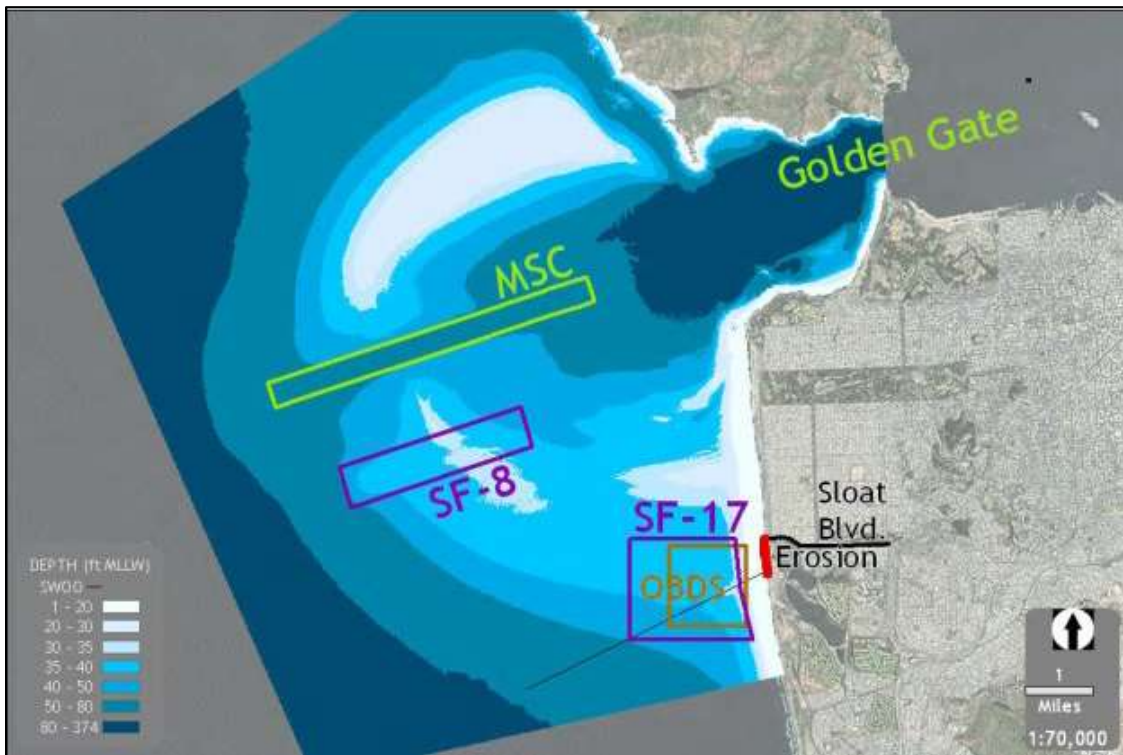 Golden Gate
MSC
SF-8
SF-17
OBDS
Sloat
Blvd.
Erosion
DEPTH (ft MLLW)
SWOO
1 - 20
20 - 30
30 - 35
35 - 40
40 - 50
50 - 80
80 - 374
1
Miles
1:70,000